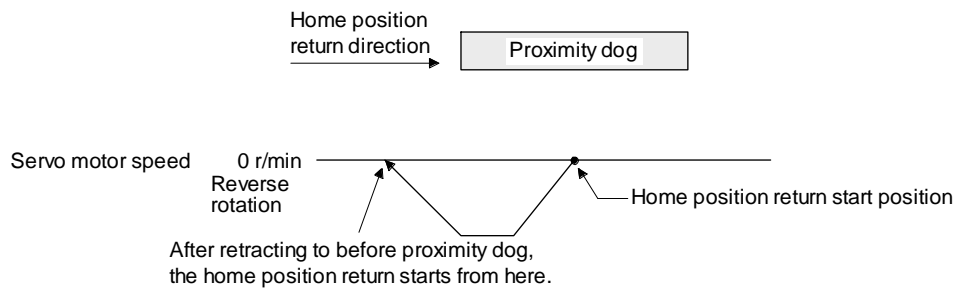 Home position
return direction
Proximity dog
Servo motor speed 0 r/min
Reverse
rotation
Home position return start position
After retracting to before proximity dog,
the home position return starts from here.